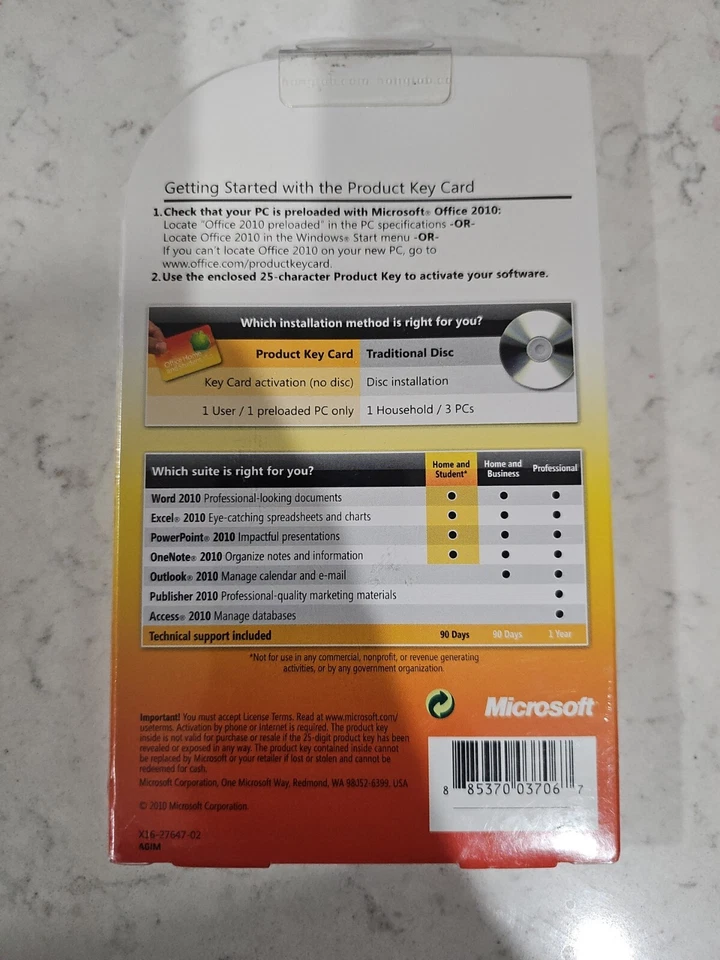 Getting Started with the Product Key Card
1. Check that your PC is preloaded with Microsoft® Office 2010:
Locate "Office 2010 preloaded" in the PC specifications -OR-
Locate Office 2010 in the Windows® Start menu -OR-
If you can't locate Office 2010 on your new PC, go to
www.office.com/productkeycard.
2. Use the enclosed 25-character Product Key to activate your software.
Which installation method is right for you?
Office Home
Product Key Card Traditional Disc
Key Card activation (no disc) Disc installation
1 User / 1 preloaded PC only 1 Household / 3 PCs
Which suite is right for you? Home and Student* Home and Business Professional
Word 2010 Professional-looking documents
Excel® 2010 Eye-catching spreadsheets and charts
PowerPoint® 2010 Impactful presentations
OneNote® 2010 Organize notes and information
Outlook® 2010 Manage calendar and e-mail
Publisher 2010 Professional-quality marketing materials
Access® 2010 Manage databases
Technical support included 90 Days 90 Days 1 Year
*Not for use in any commercial, nonprofit, or revenue generating
activities, or by any government organization.
Microsoft®
Important! You must accept License Terms. Read at www.microsoft.com/
useterms. Activation by phone or Internet is required. The product key
inside is not valid for purchase or resale if the 25-digit product key has been
revealed or exposed in any way. The product key contained inside cannot
be replaced by Microsoft or your retailer if lost or stolen and cannot be
redeemed for cash.
Microsoft Corporation, One Microsoft Way, Redmond, WA 98052-6399, USA
8 85370 03706 7
© 2010 Microsoft Corporation.
X16-27647-02
AGIM